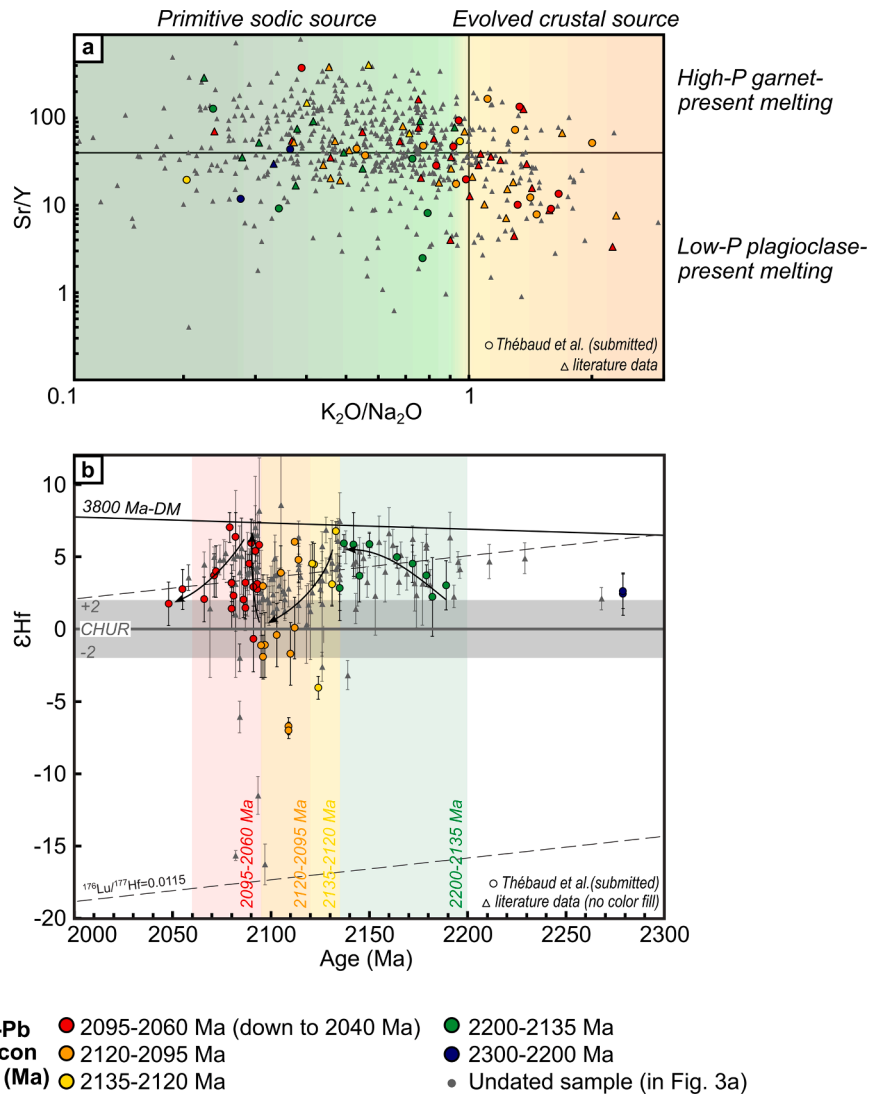 Primitive sodic source
Evolved crustal source
a
High-P garnet-
present melting
100
Sr/Y
10
Low-P plagioclase-
present melting
1
Thébaud et al. (submitted)
literature data
0.1
1
K₂O/Na₂O
b
10
3800 Ma-DM
5
εHf
+2
0
CHUR
-2
-5
-10
-15
2095-2060 Ma
2120-2095 Ma
2135-2120 Ma
2200-2135 Ma
¹⁷⁶Lu/¹⁷⁷Hf=0.0115
Thébaud et al.(submitted)
literature data (no color fill)
-20
2000
2050
2100
2150
2200
2250
2300
Age (Ma)
-Pb
con
(Ma)
2095-2060 Ma (down to 2040 Ma)
2120-2095 Ma
2135-2120 Ma
2200-2135 Ma
2300-2200 Ma
Undated sample (in Fig. 3a)